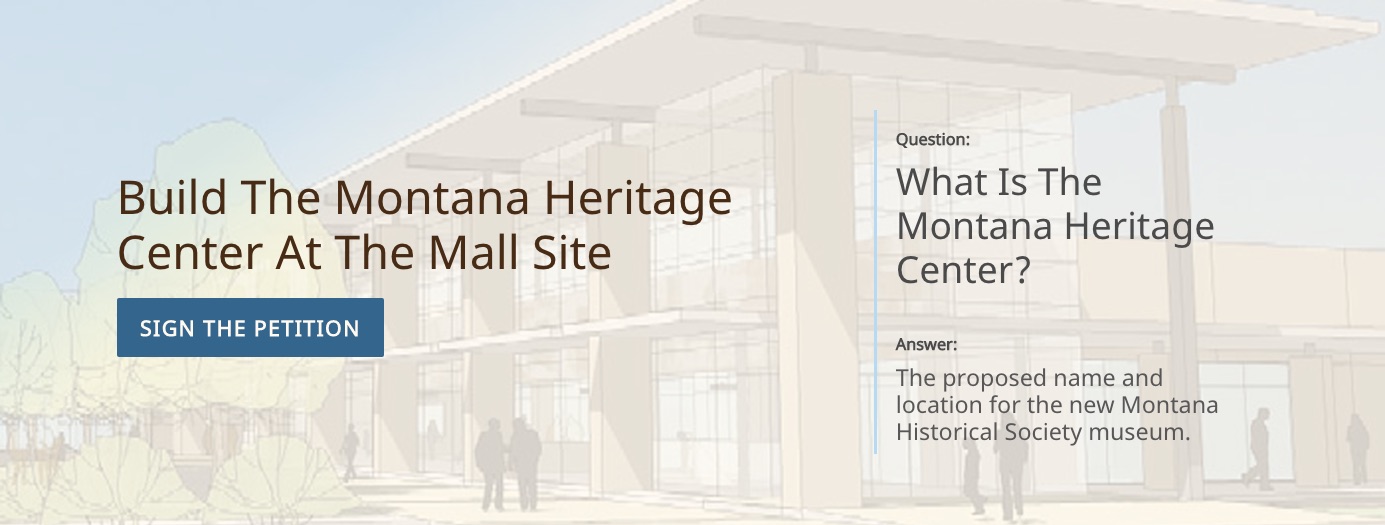 Build The Montana Heritage
Center At The Mall Site
SIGN THE PETITION
Question:
What Is The
Montana Heritage
Center?
Answer:
The proposed name and
location for the new Montana
Historical Society museum.